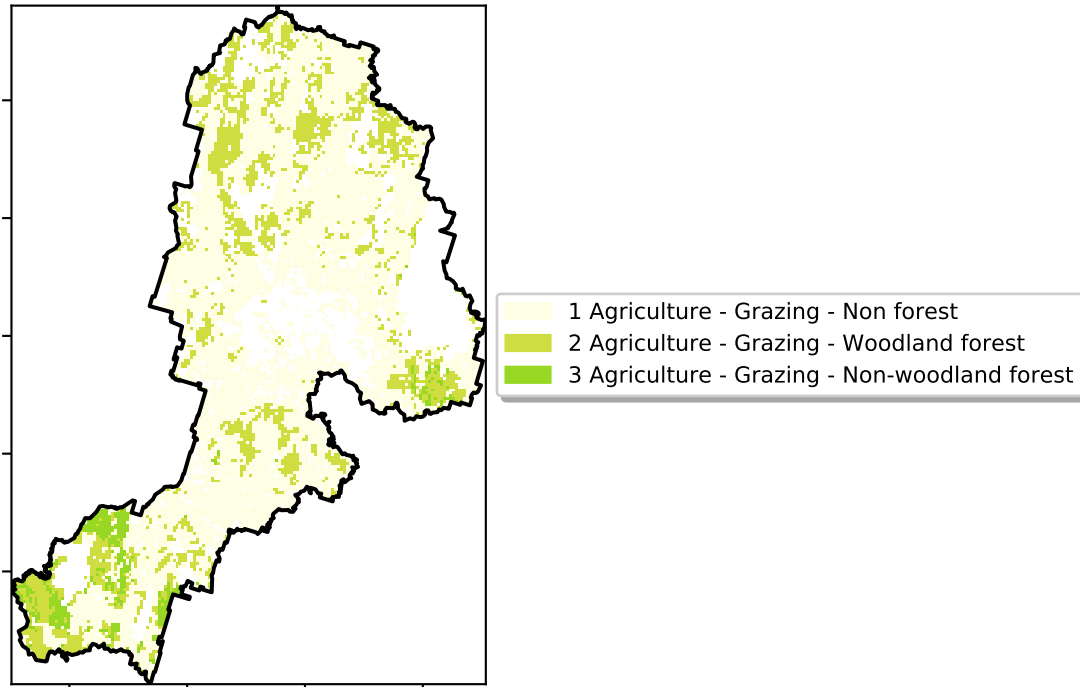 1 Agriculture - Grazing - Non forest
2 Agriculture - Grazing - Woodland forest
3 Agriculture - Grazing - Non-woodland forest